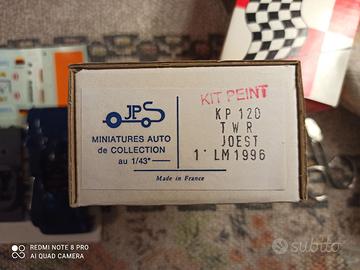 JPS
MINIATURES AUTO
de COLLECTION
au 1/43°
KIT PEINT
KP 120
TWR
JOEST
1° LM 1996
Made in France
REDMI NOTE 8 PRO
AI QUAD CAMERA
subito